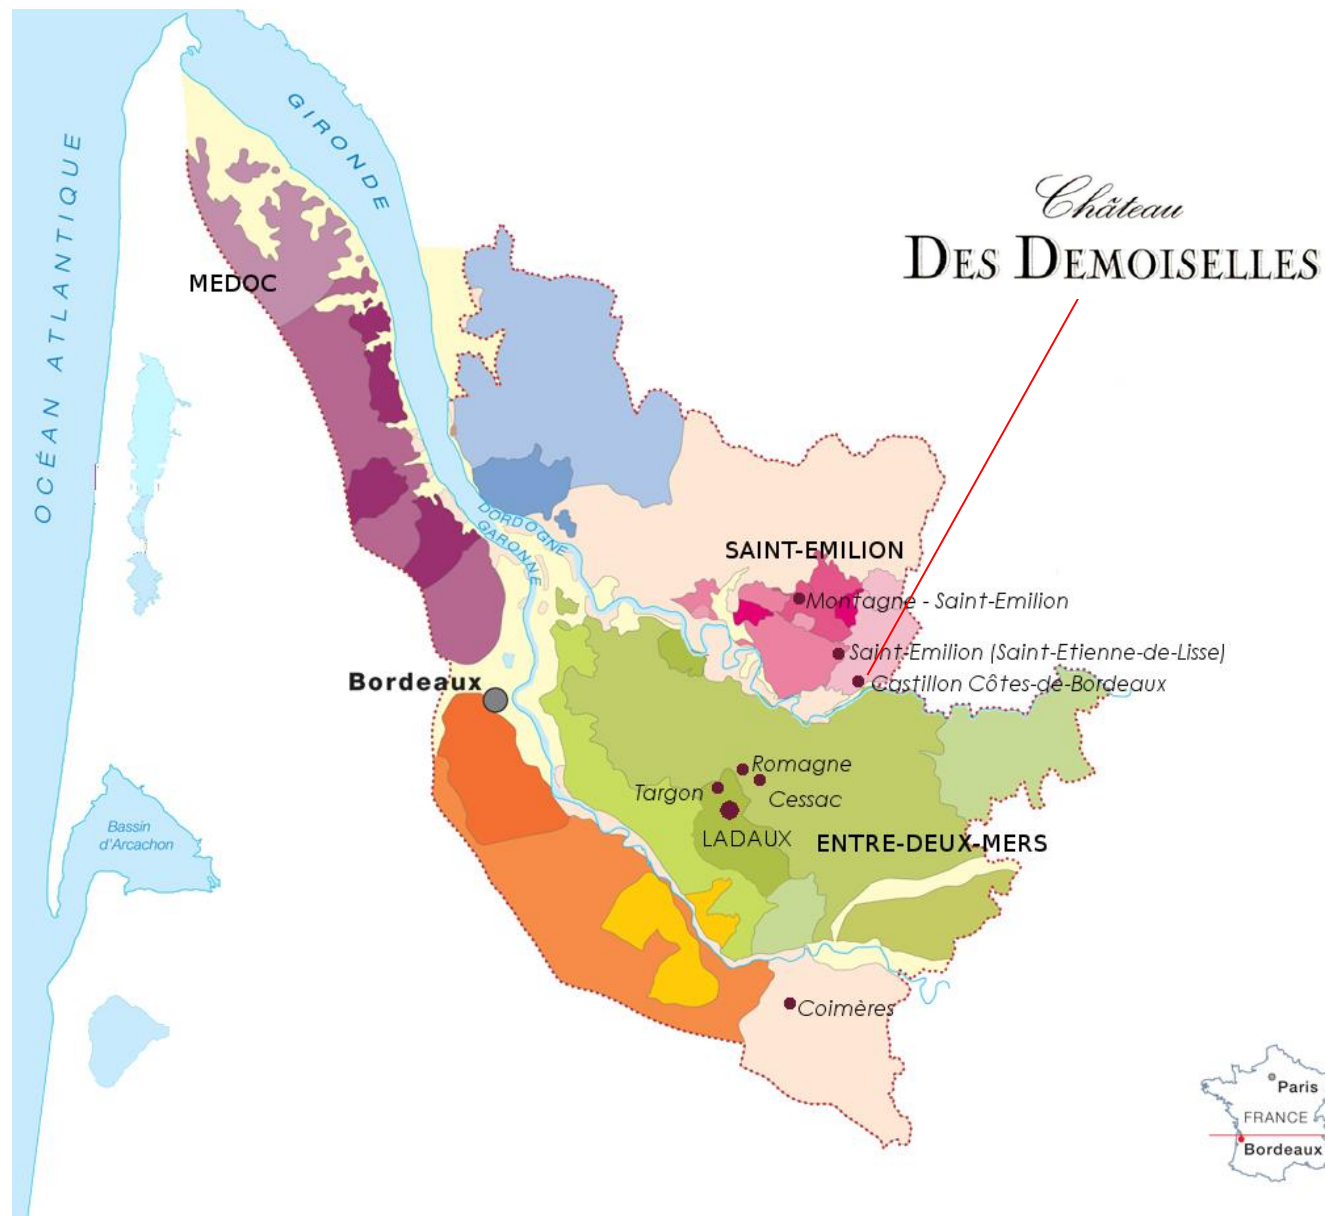 OCÉAN ATLANTIQUE
GIRONDE
Château
DES DEMOISELLES
MEDOC
DORDOGNE
GARONNE
SAINT-EMILION
Montagne - Saint-Emilion
Saint-Emilion (Saint-Etienne-de-Lisse)
Castillon Côtes-de-Bordeaux
Bordeaux
Romagne
Targon
Cessac
LADAUX
ENTRE-DEUX-MERS
Bassin
d'Arcachon
Coimères
Paris
FRANCE
Bordeaux